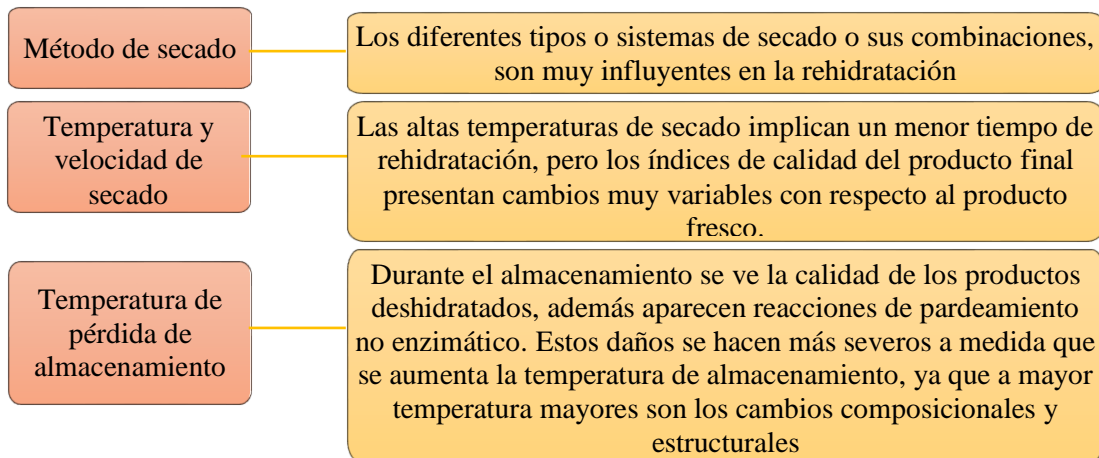 Método de secado
Los diferentes tipos o sistemas de secado o sus combinaciones,
son muy influyentes en la rehidratación
Temperatura y
velocidad de
secado
Las altas temperaturas de secado implican un menor tiempo de
rehidratación, pero los índices de calidad del producto final
presentan cambios muy variables con respecto al producto
fresco.
Temperatura de
pérdida de
almacenamiento
Durante el almacenamiento se ve la calidad de los productos
deshidratados, además aparecen reacciones de pardeamiento
no enzimático. Estos daños se hacen más severos a medida que
se aumenta la temperatura de almacenamiento, ya que a mayor
temperatura mayores son los cambios composicionales y
estructurales